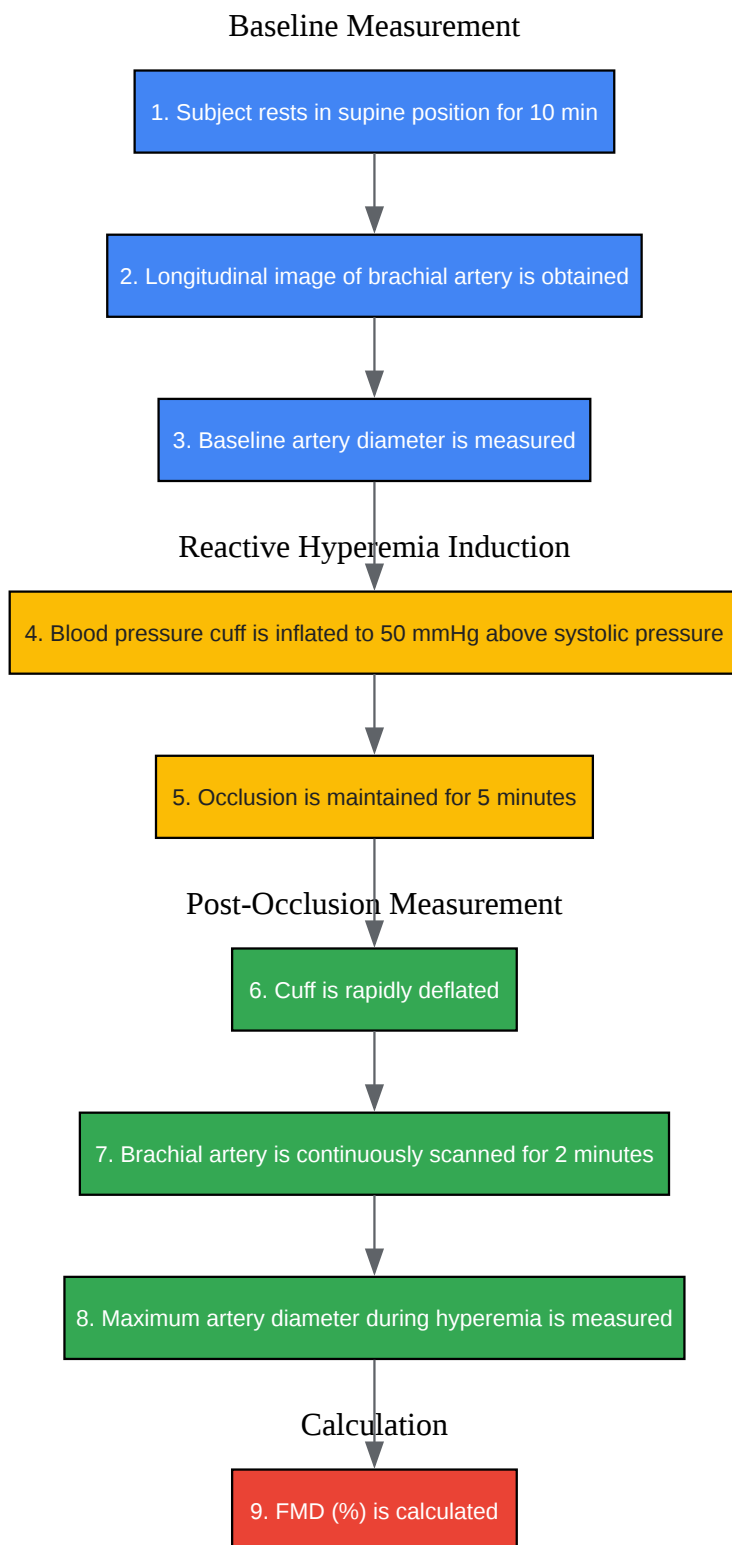 Baseline Measurement
1. Subject rests in supine position for 10 min
2. Longitudinal image of brachial artery is obtained
3. Baseline artery diameter is measured
Reactive Hyperemia Induction
4. Blood pressure cuff is inflated to 50 mmHg above systolic pressure
5. Occlusion is maintained for 5 minutes
Post-Occlusion Measurement
6. Cuff is rapidly deflated
7. Brachial artery is continuously scanned for 2 minutes
8. Maximum artery diameter during hyperemia is measured
Calculation
9. FMD (%) is calculated